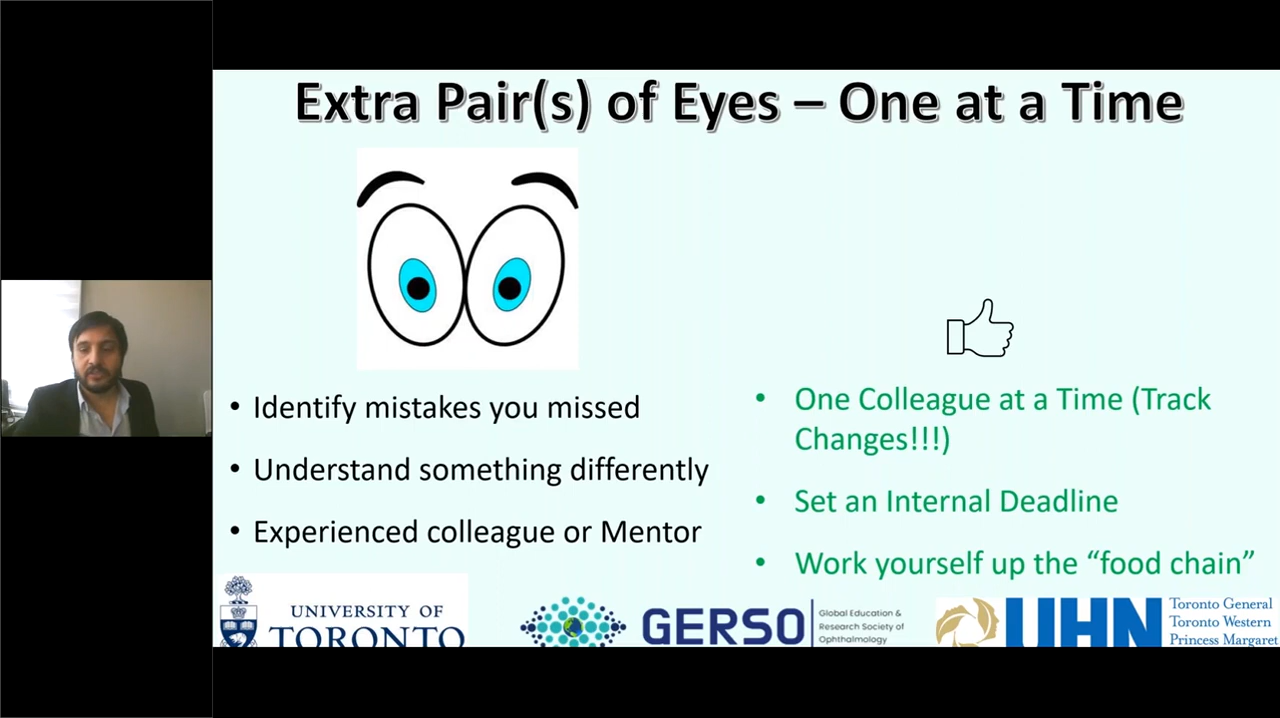 Extra Pair(s) of Eyes – One at a Time
• Identify mistakes you missed
• Understand something differently
• Experienced colleague or Mentor
• One Colleague at a Time (Track
Changes!!!)
• Set an Internal Deadline
• Work yourself up the “food chain”
UNIVERSITY OF
TORONTO
GERSO
Global Education &
Research Society of
Ophthalmology
UHN
Toronto General
Toronto Western
Princess Margaret